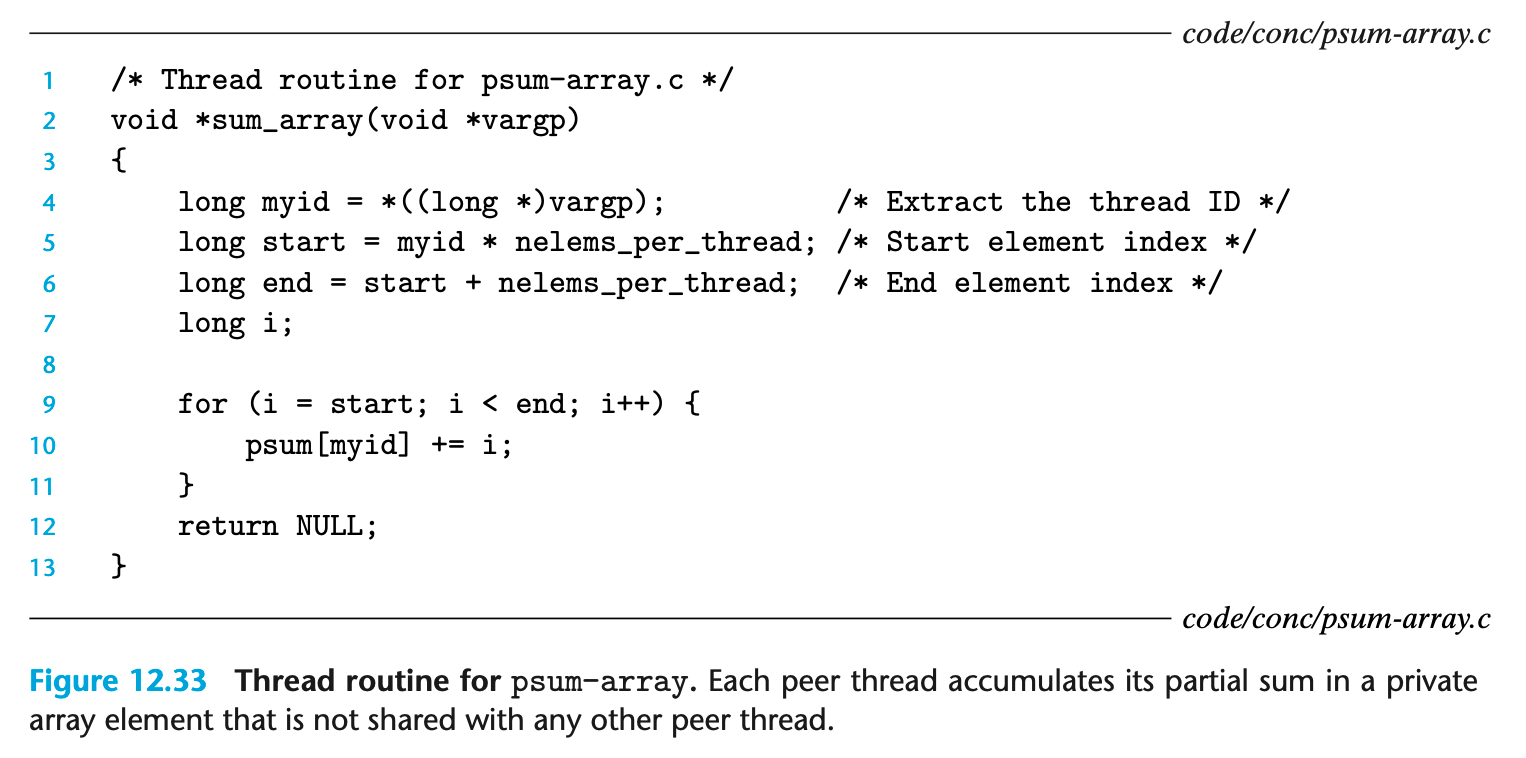 code/conc/psum-array.c
1 /* Thread routine for psum-array.c */
2 void *sum_array(void *vargp)
3 {
4     long myid = *((long *)vargp);          /* Extract the thread ID */
5     long start = myid * nelems_per_thread; /* Start element index */
6     long end = start + nelems_per_thread;  /* End element index */
7     long i;
8
9     for (i = start; i < end; i++) {
10         psum[myid] += i;
11     }
12     return NULL;
13 }
code/conc/psum-array.c
Figure 12.33 Thread routine for psum-array. Each peer thread accumulates its partial sum in a private
array element that is not shared with any other peer thread.